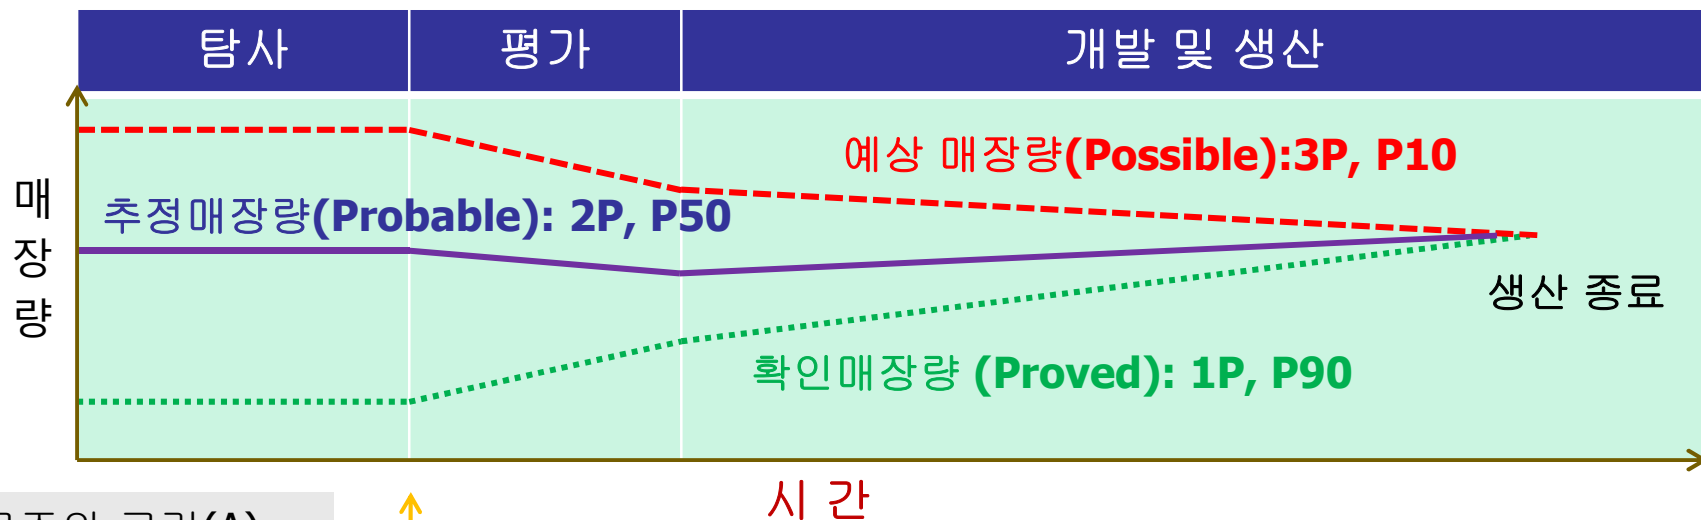 탐사
평가
개발 및 생산
예상 매장량(Possible):3P, P10
추정매장량(Probable): 2P, P50
매
장
량
생산 종료
확인매장량 (Proved): 1P, P90
시 간